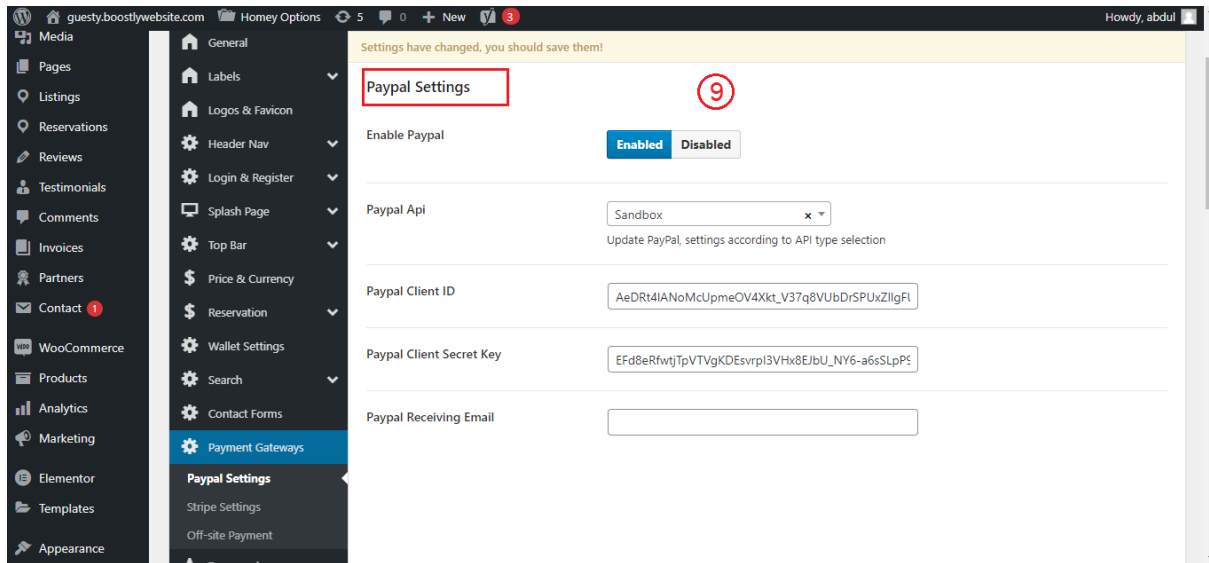 guesty.boostlywebsite.com Homey Options 5 0 + New 3 Howdy, abdul
Media
Pages
Listings
Reservations
Reviews
Testimonials
Comments
Invoices
Partners
Contact 1
WooCommerce
Products
Analytics
Marketing
Elementor
Templates
Appearance
General
Labels
Logos & Favicon
Header Nav
Login & Register
Splash Page
Top Bar
$ Price & Currency
$ Reservation
Wallet Settings
Search
Contact Forms
Payment Gateways
Paypal Settings
Stripe Settings
Off-site Payment
Settings have changed, you should save them!
Paypal Settings
9
Enable Paypal
Enabled Disabled
Paypal Api
Sandbox × 
Update PayPal, settings according to API type selection
Paypal Client ID
Paypal Client Secret Key
Paypal Receiving Email